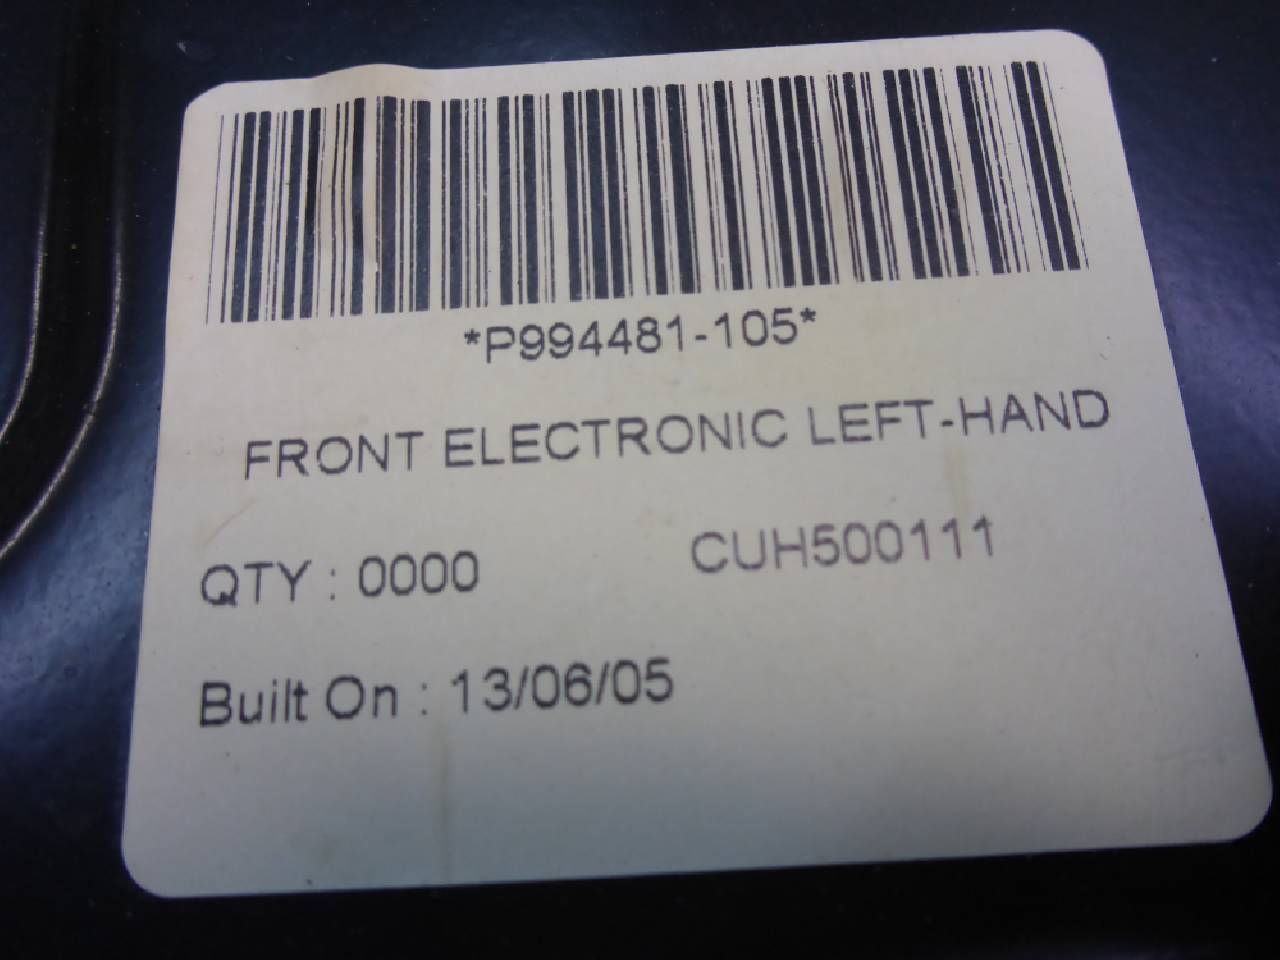 *P994481-105*
FRONT ELECTRONIC LEFT-HAND
QTY : 0000 CUH500111
Built On : 13/06/05